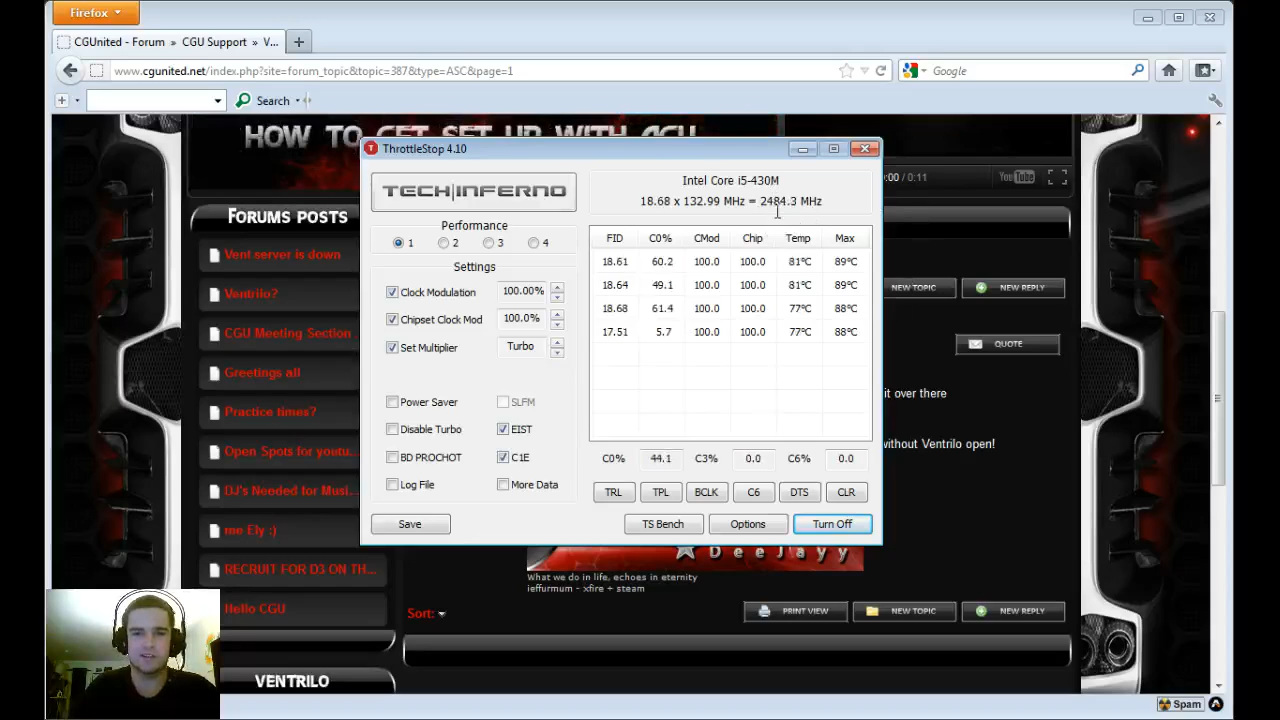 Firefox
CGUnited - Forum » CGU Support » V...
www.cgunited.net/index.php?site=forum_topic&topic=387&type=ASC&page=1
Google
Search
HOW TO GET SET UP WITH
:00 / 0:11
YouTube
FORUMS POSTS
Vent server is down
Ventrilo?
CGU Meeting Section
Greetings all
Practice times?
Open Spots for youtu...
DJ's Needed for Musi...
me Ely :)
RECRUIT FOR D3 ON TH...
Hello CGU
VENTRILO
ThrottleStop 4.10
TECH|INFERNO
Performance
1 2 3 4
Settings
Clock Modulation 100.00%
Chipset Clock Mod 100.0%
Set Multiplier Turbo
Power Saver SLFM
Disable Turbo EIST
BD PROCHOT C1E
Log File More Data
Save
Intel Core i5-430M
18.68 x 132.99 MHz = 2484.3 MHz
FID C0% CMod Chip Temp Max
18.61 60.2 100.0 100.0 81°C 89°C
18.64 49.1 100.0 100.0 81°C 89°C
18.68 61.4 100.0 100.0 77°C 88°C
17.51 5.7 100.0 100.0 77°C 88°C
C0% 44.1 C3% 0.0 C6% 0.0
TRL TPL BCLK C6 DTS CLR
TS Bench Options Turn Off
NEW TOPIC NEW REPLY
QUOTE
it over there
without Ventrilo open!
DeeJayy
What we do in life, echoes in eternity
ieffurmum - xfire + steam
Sort:
PRINT VIEW NEW TOPIC NEW REPLY
Spam